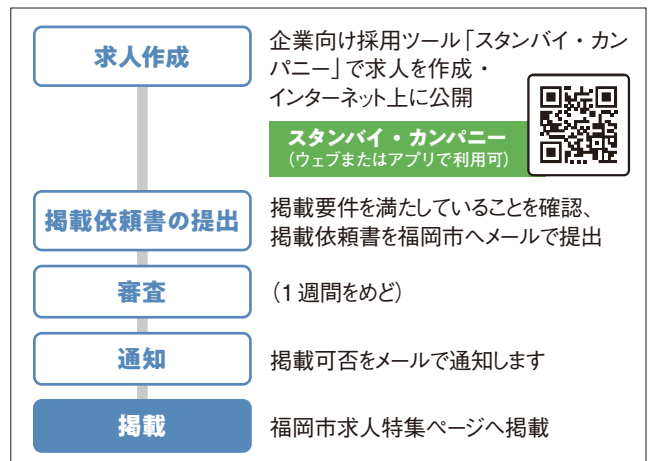 求人作成
企業向け採用ツール「スタンバイ・カン
パニー」で求人を作成・
インターネット上に公開
スタンバイ・カンパニー
（ウェブまたはアプリで利用可）
掲載依頼書の提出
掲載要件を満たしていることを確認、
掲載依頼書を福岡市へメールで提出
審査
（1週間をめど）
通知
掲載可否をメールで通知します
掲載
福岡市求人特集ページへ掲載